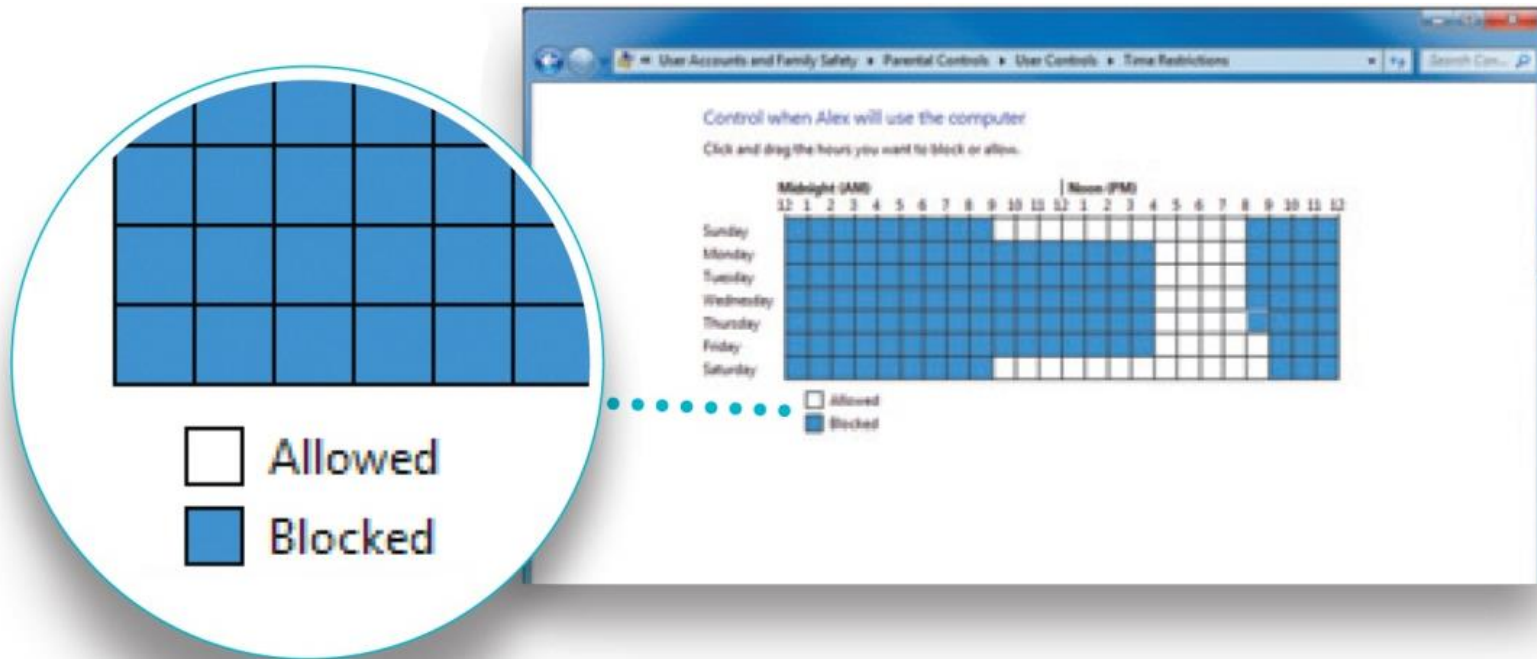 « User Accounts and Family Safety ▸ Parental Controls ▸ User Controls ▸ Time Restrictions
Search Con...
Control when Alex will use the computer
Click and drag the hours you want to block or allow.
Midnight (AM) Noon (PM)
12 1 2 3 4 5 6 7 8 9 10 11 12 1 2 3 4 5 6 7 8 9 10 11 12
Sunday
Monday
Tuesday
Wednesday
Thursday
Friday
Saturday
Allowed
Blocked
Allowed
Blocked